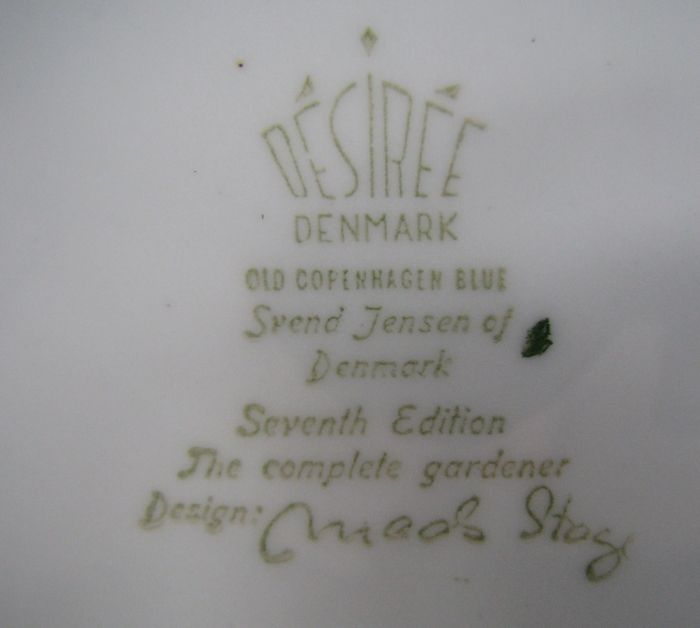 DÉSIRÉE
DENMARK
OLD COPENHAGEN BLUE
Svend Jensen of
Denmark
Seventh Edition
The complete gardener
Design: Mads Stage